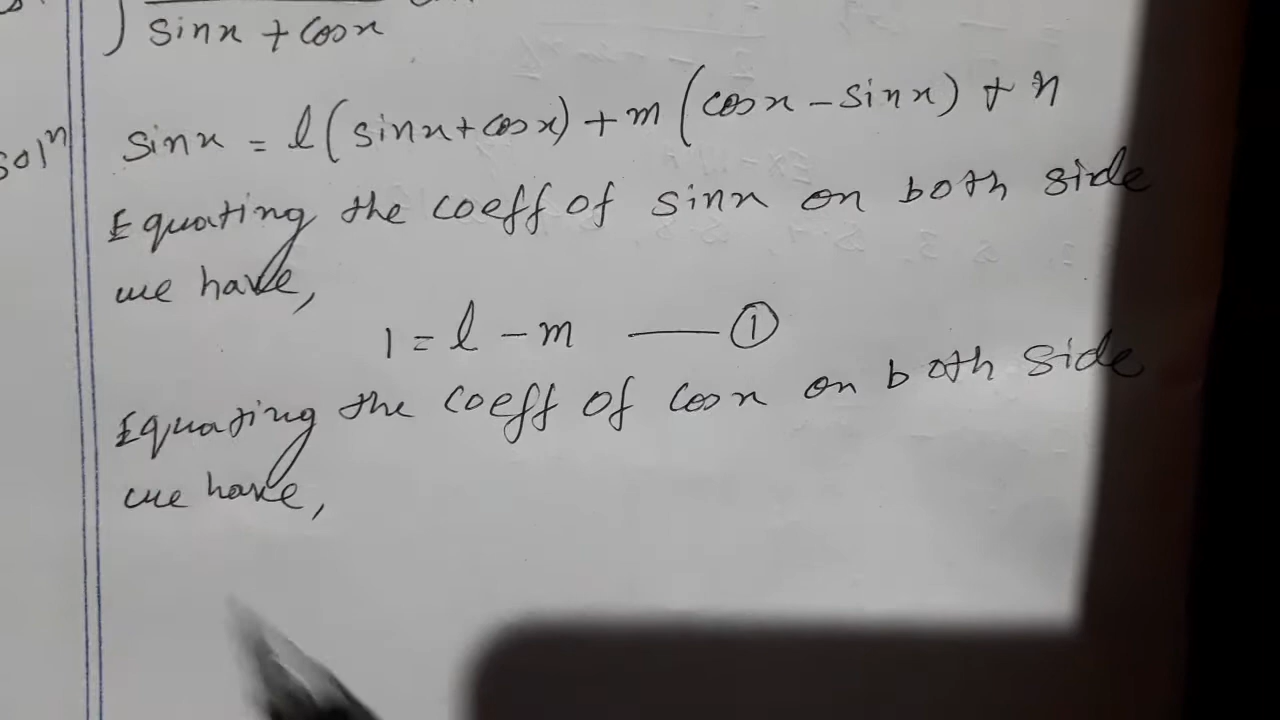 ∫ sinx + cosx
Solⁿ sinx = l(sinx+cosx) + m(cosx - sinx) + n
Equating the coeff of sinx on both side
we have,
1 = l - m —— ①
Equating the coeff of cosx on both side
we have,